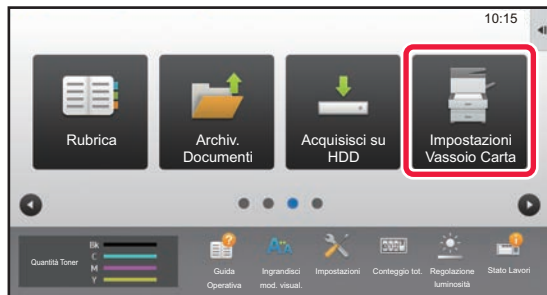 10:15
Rubrica
Archiv.
Documenti
Acquisisci su
HDD
Impostazioni
Vassoio Carta
Quantità Toner
Bk
C
M
Y
Guida
Operativa
Ingrandisci
mod. visual.
Impostazioni
Conteggio tot.
Regolazione
luminosità
Stato Lavori